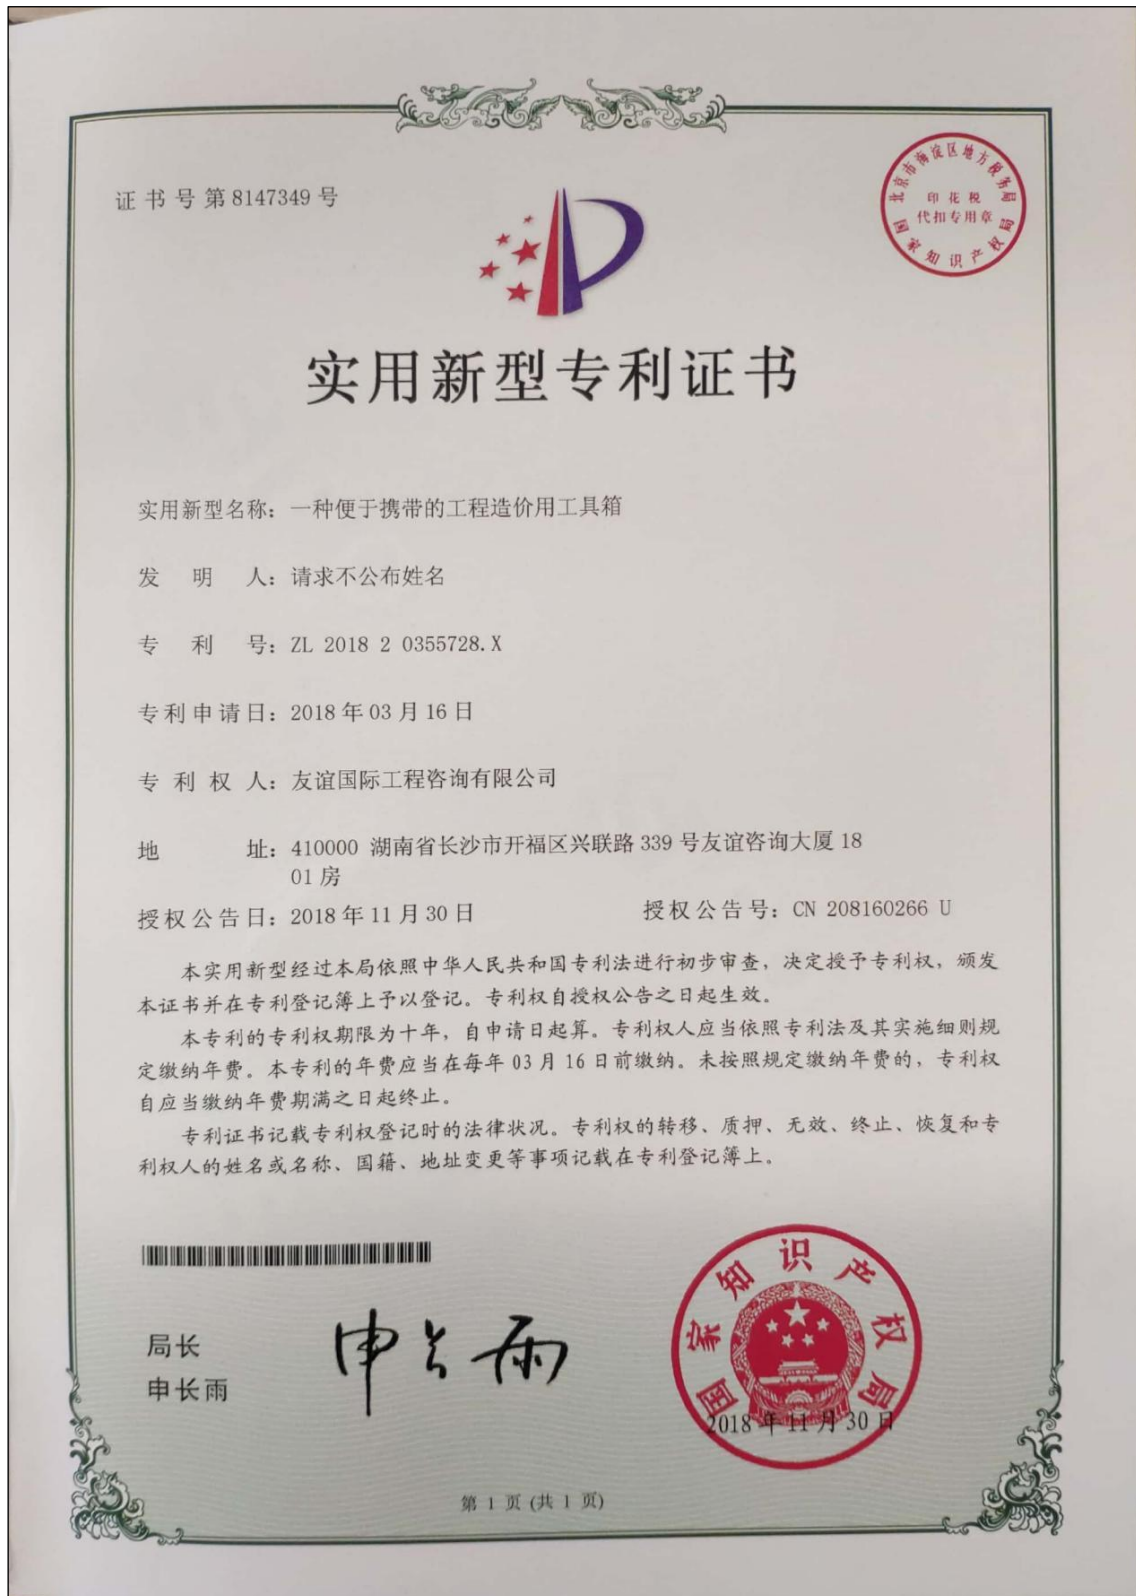 证书号第8147349号
北京市海淀区地方税务局
印花税
代扣专用章
国家知识产权局
实用新型专利证书
实用新型名称：一种便于携带的工程造价用工具箱
发明人：请求不公布姓名
专利号：ZL 2018 2 0355728.X
专利申请日：2018年03月16日
专利权人：友谊国际工程咨询有限公司
地址：410000 湖南省长沙市开福区兴联路339号友谊咨询大厦18
01房
授权公告日：2018年11月30日 授权公告号：CN 208160266 U
本实用新型经过本局依照中华人民共和国专利法进行初步审查，决定授予专利权，颁发
本证书并在专利登记簿上予以登记。专利权自授权公告之日起生效。
本专利的专利权期限为十年，自申请日起算。专利权人应当依照专利法及其实施细则规
定缴纳年费。本专利的年费应当在每年03月16日前缴纳。未按照规定缴纳年费的，专利权
自应当缴纳年费期满之日起终止。
专利证书记载专利权登记时的法律状况。专利权的转移、质押、无效、终止、恢复和专
利权人的姓名或名称、国籍、地址变更等事项记载在专利登记簿上。
局长
申长雨
申长雨
国家知识产权局
2018年11月30日
第1页(共1页)